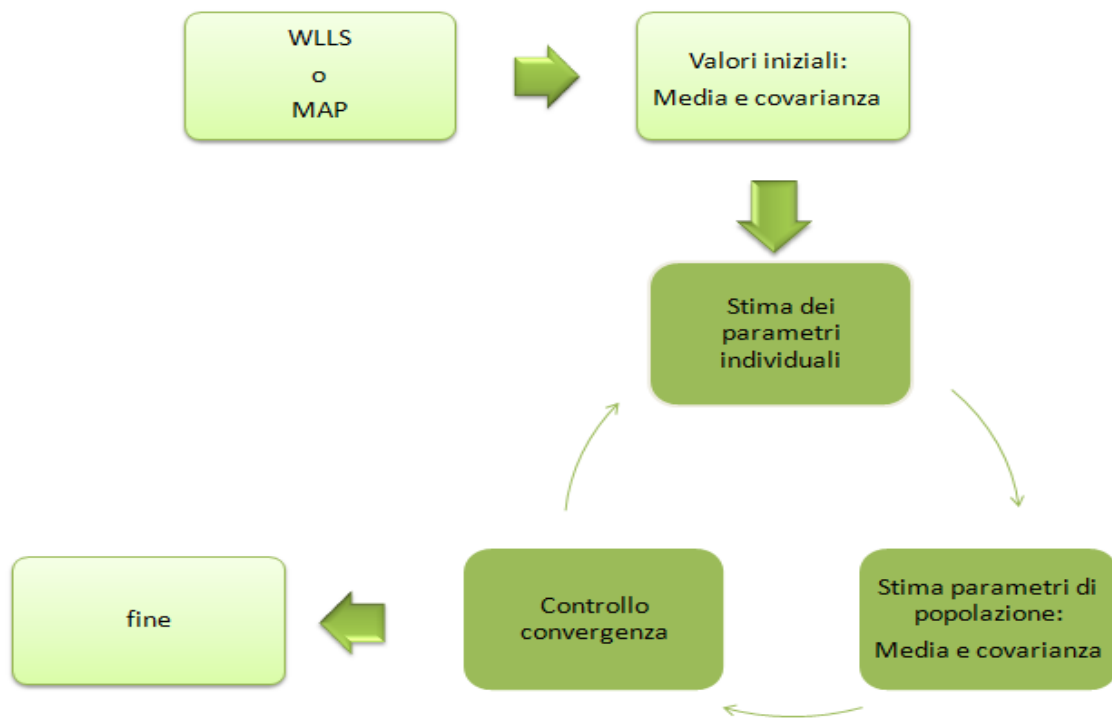 WLLS
o
MAP
Valori iniziali:
Media e covarianza
Stima dei
parametri
individuali
Stima parametri di
popolazione:
Media e covarianza
Controllo
convergenza
fine